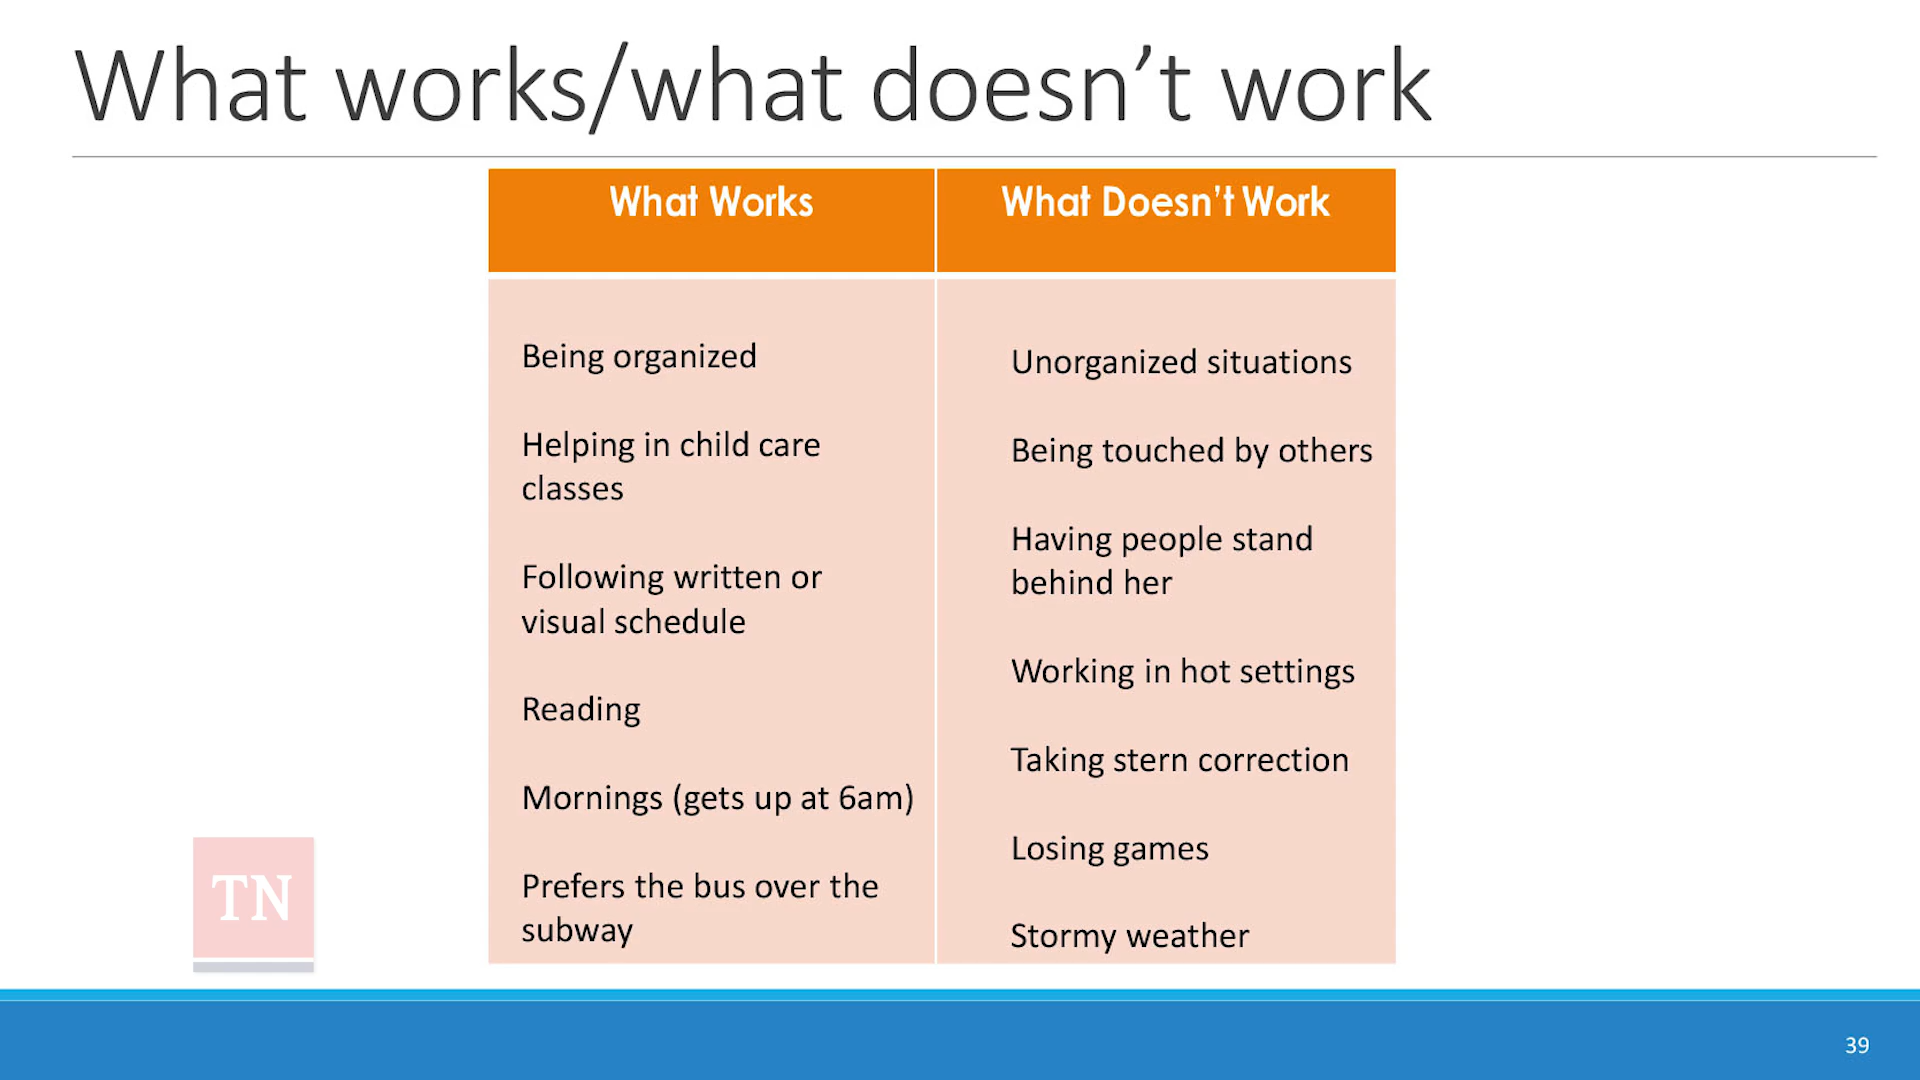 What works/what doesn’t work
What Works
What Doesn’t Work
Being organized
Helping in child care
classes
Following written or
visual schedule
Reading
Mornings (gets up at 6am)
Prefers the bus over the
subway
Unorganized situations
Being touched by others
Having people stand
behind her
Working in hot settings
Taking stern correction
Losing games
Stormy weather
TN
39